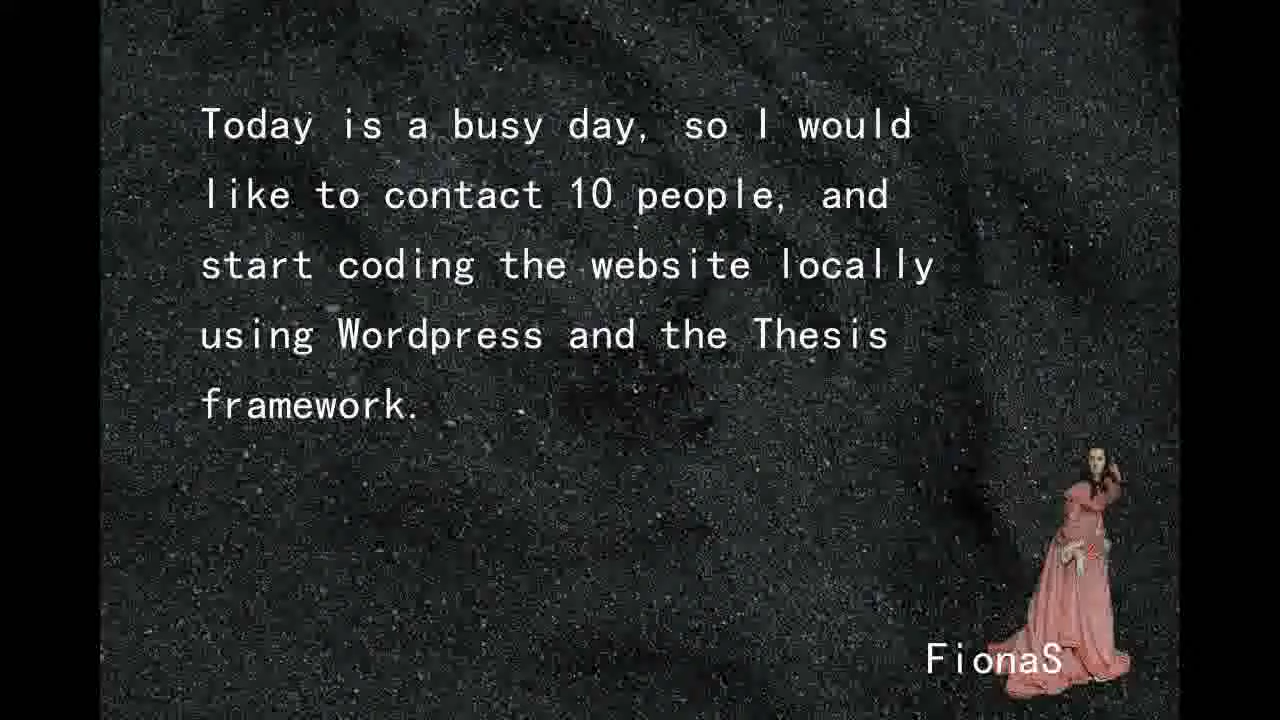 Today is a busy day, so I would
like to contact 10 people, and
start coding the website locally
using Wordpress and the Thesis
framework.
FionaS